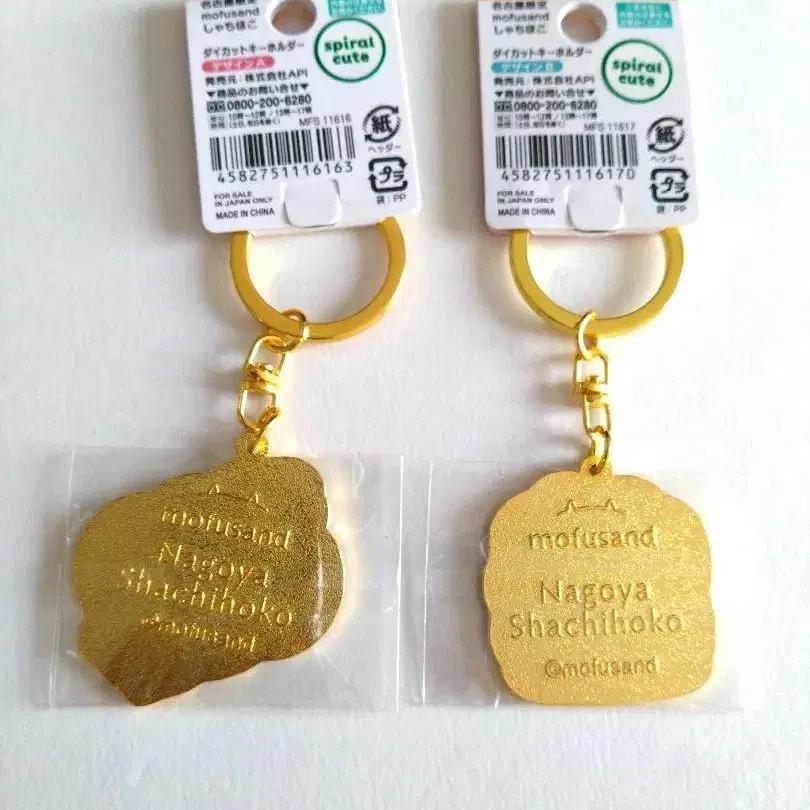 名古屋限定
mofusand
しゃちほこ
ダイカットキーホルダー
デザインA
発売元:株式会社API
▼商品のお問い合せ▼
0800-200-6280
MFS 11616
4582751116163
FOR SALE
IN JAPAN ONLY
MADE IN CHINA
spiral
cute
紙
ヘッダー
プラ
袋:PP
名古屋限定
mofusand
しゃちほこ
ダイカットキーホルダー
デザインB
発売元:株式会社API
▼商品のお問い合せ▼
0800-200-6280
MFS 11617
4582751116170
FOR SALE
IN JAPAN ONLY
MADE IN CHINA
spiral
cute
紙
ヘッダー
プラ
袋:PP
mofusand
Nagoya
Shachihoko
©mofusand
mofusand
Nagoya
Shachihoko
©mofusand